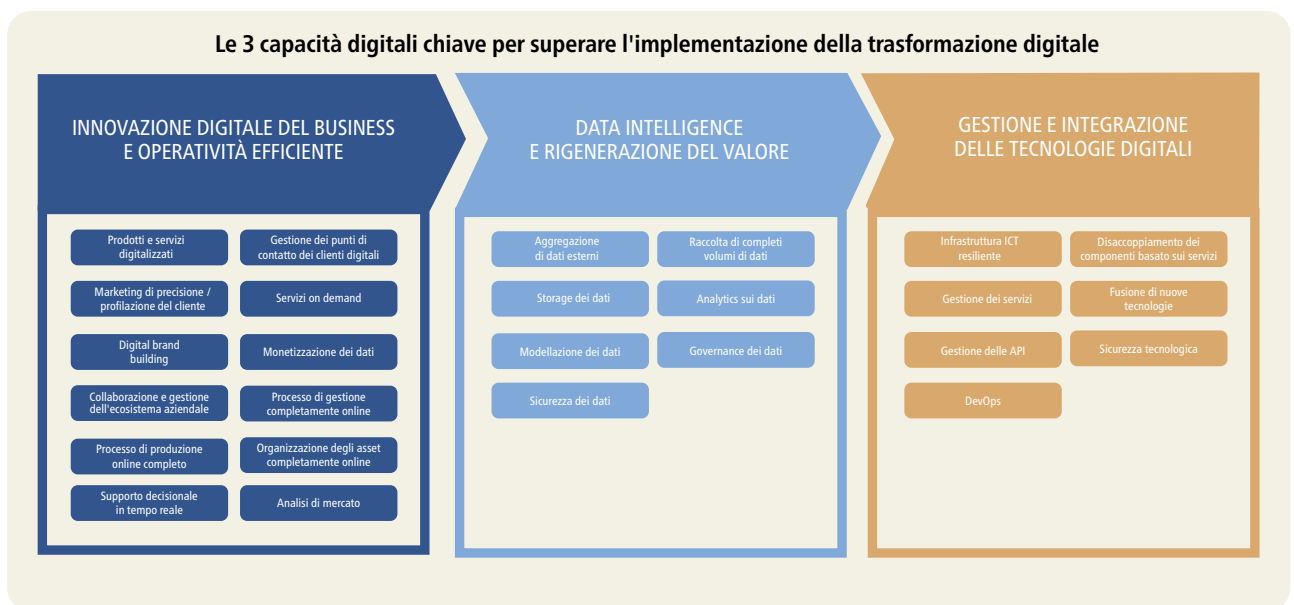 Le 3 capacità digitali chiave per superare l'implementazione della trasformazione digitale
INNOVAZIONE DIGITALE DEL BUSINESS
E OPERATIVITÀ EFFICIENTE
Prodotti e servizi
digitalizzati
Gestione dei punti di
contatto dei clienti digitali
Marketing di precisione /
profilazione del cliente
Servizi on demand
Digital brand
building
Monetizzazione dei dati
Collaborazione e gestione
dell'ecosistema aziendale
Processo di gestione
completamente online
Processo di produzione
online completo
Organizzazione degli asset
completamente online
Supporto decisionale
in tempo reale
Analisi di mercato
DATA INTELLIGENCE
E RIGENERAZIONE DEL VALORE
Aggregazione
di dati esterni
Raccolta di completi
volumi di dati
Storage dei dati
Analytics sui dati
Modellazione dei dati
Governance dei dati
Sicurezza dei dati
GESTIONE E INTEGRAZIONE
DELLE TECNOLOGIE DIGITALI
Infrastruttura ICT
resiliente
Disaccoppiamento dei
componenti basato sui servizi
Gestione dei servizi
Fusione di nuove
tecnologie
Gestione delle API
Sicurezza tecnologica
DevOps